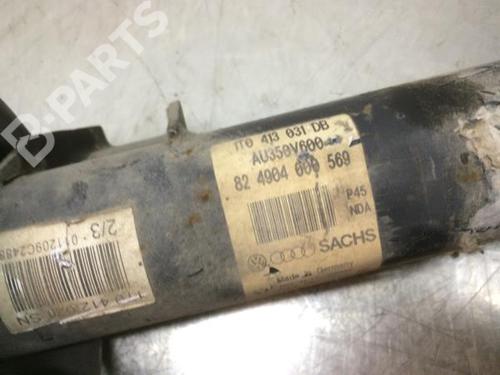 B-PARTS
1T0 413 031 DB
AU350V600
82 4904 000 569
P45
NDA
SACHS
Made in Germany
2/3